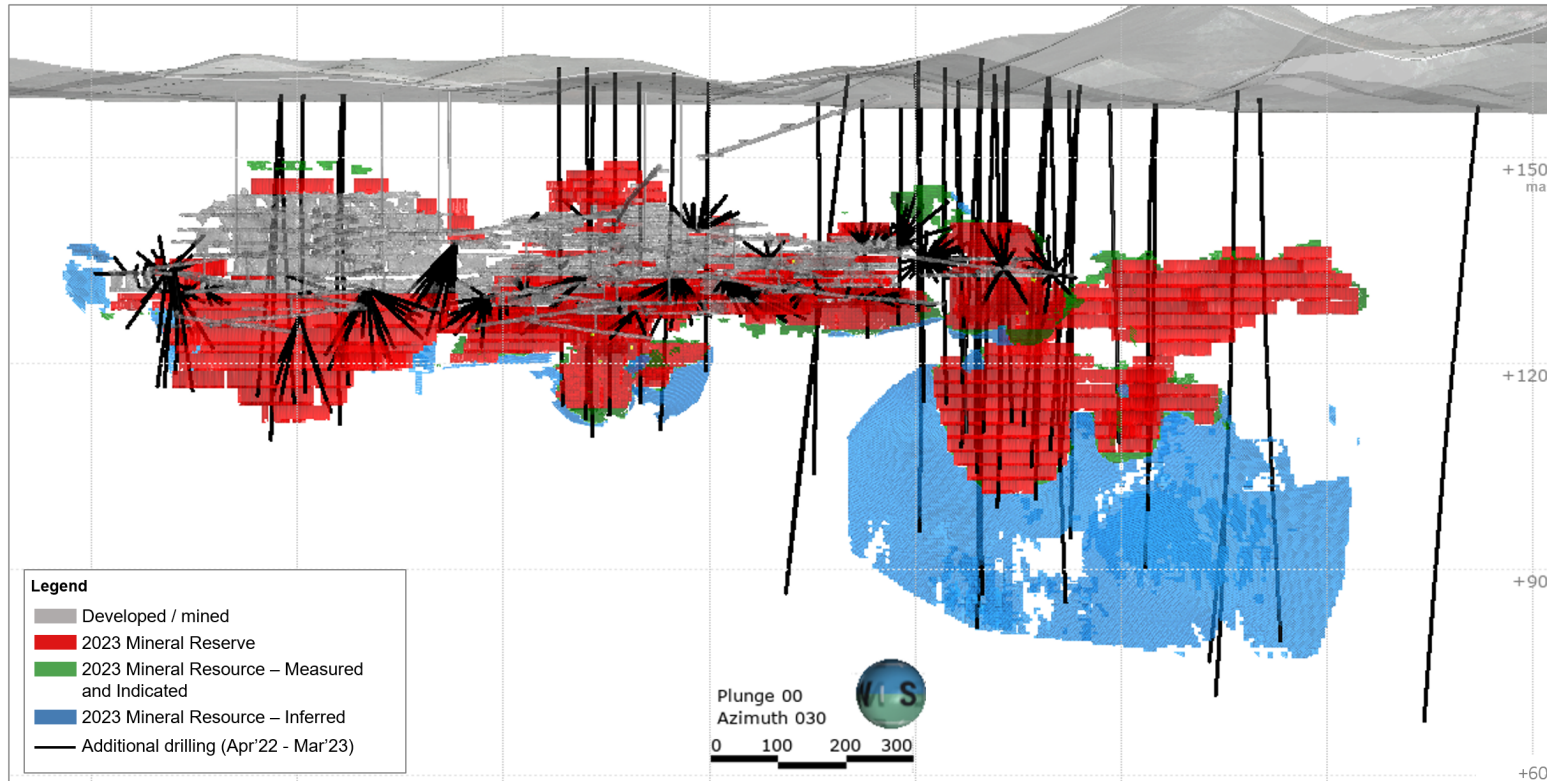 +150
ma
+120
+90
+60
Legend
Developed / mined
2023 Mineral Reserve
2023 Mineral Resource – Measured
and Indicated
2023 Mineral Resource – Inferred
Additional drilling (Apr'22 - Mar'23)
Plunge 00
Azimuth 030
W S
0 100 200 300